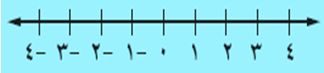 ٤- ٣- ٢- ١- ٠ ١ ٢ ٣ ٤